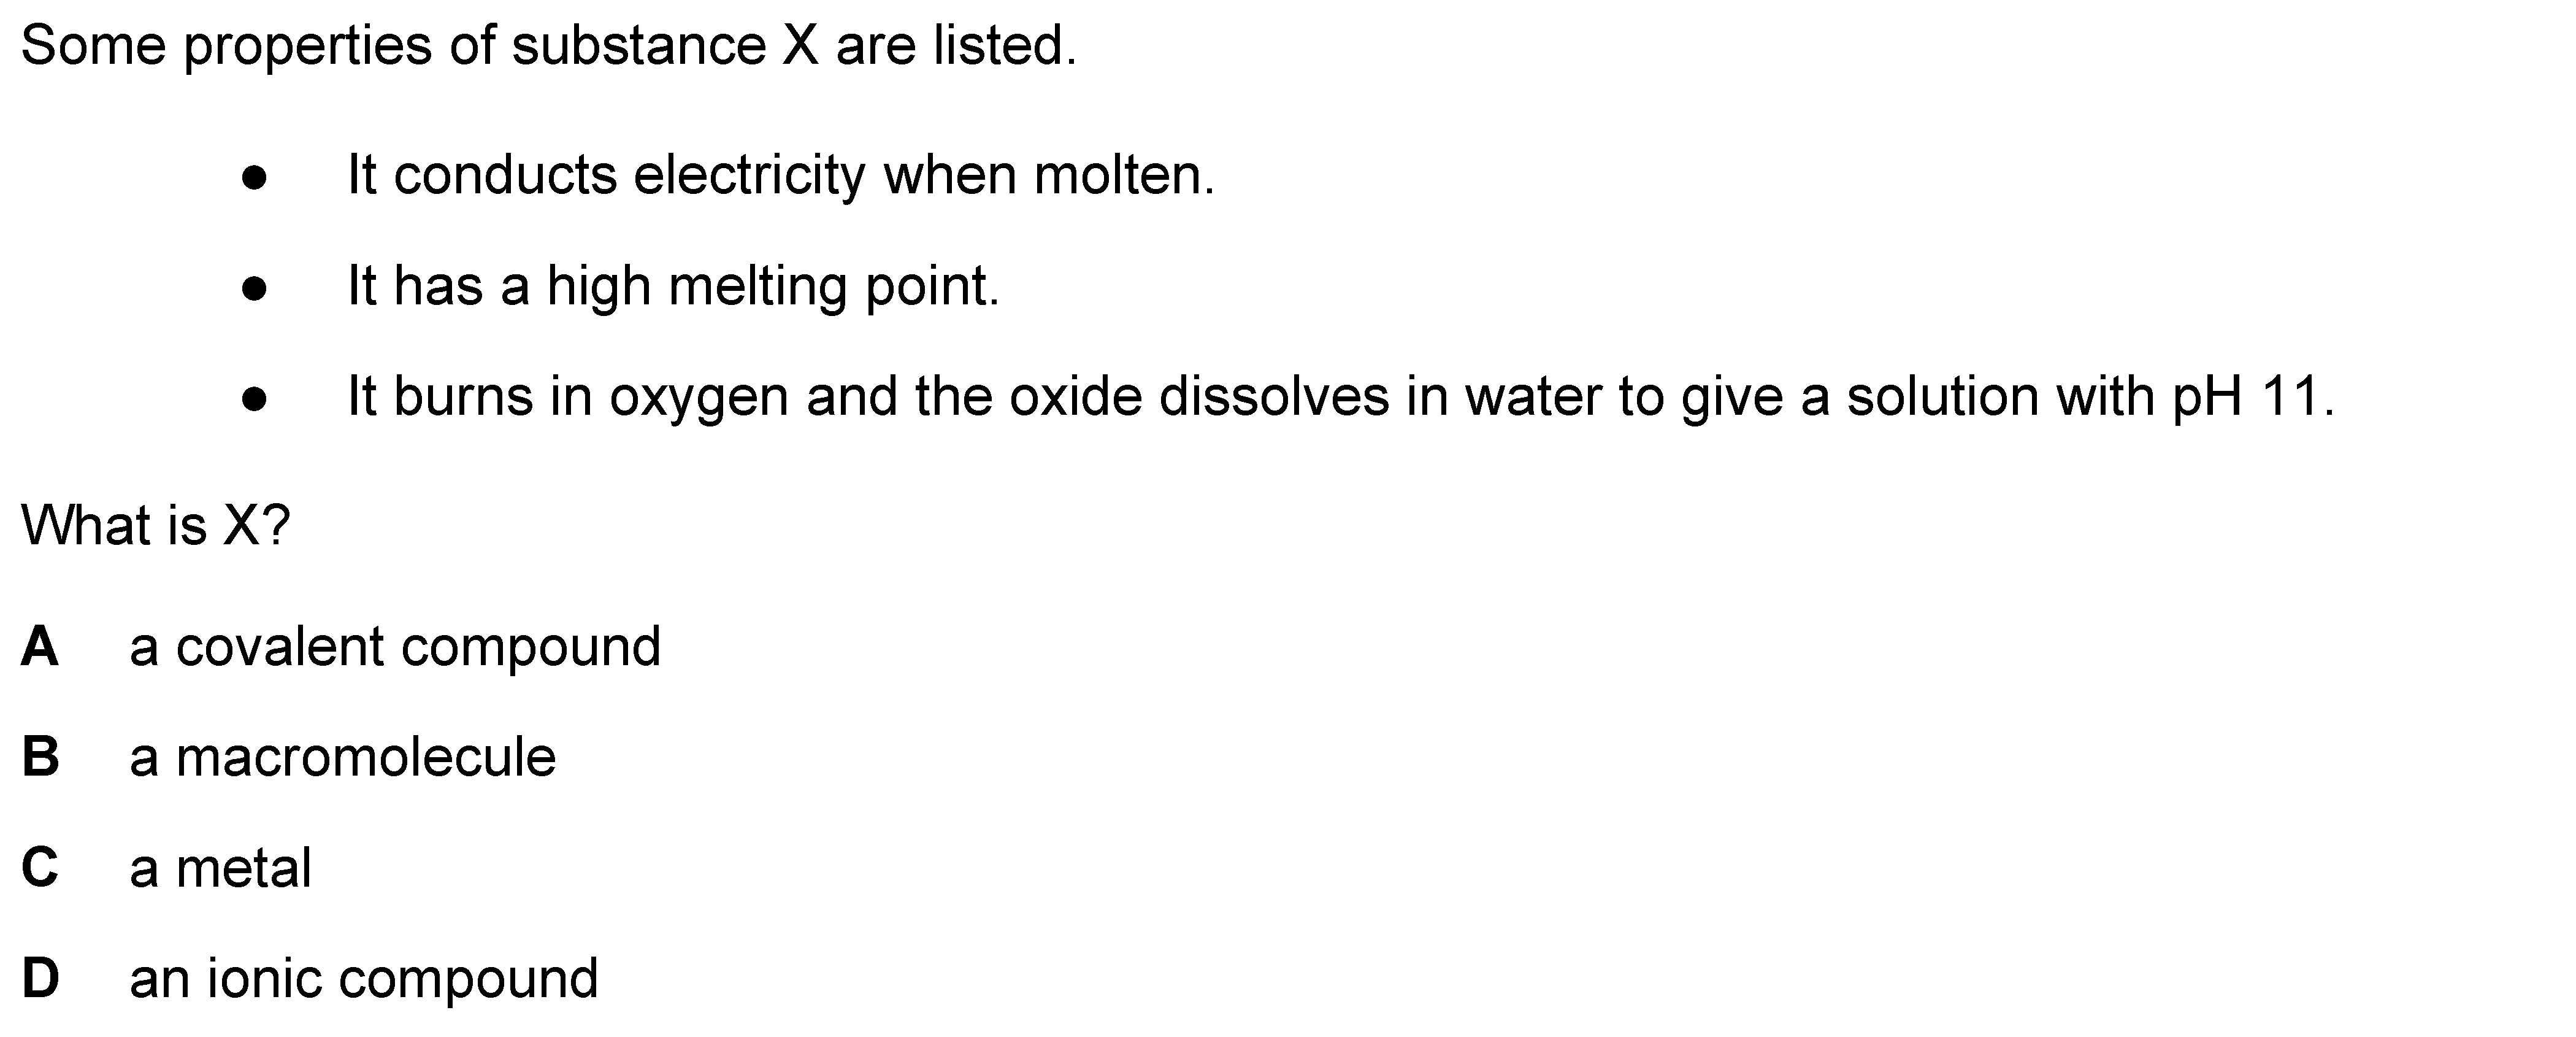 Some properties of substance X are listed.
● It conducts electricity when molten.
● It has a high melting point.
● It burns in oxygen and the oxide dissolves in water to give a solution with pH 11.
What is X?
A a covalent compound
B a macromolecule
C a metal
D an ionic compound